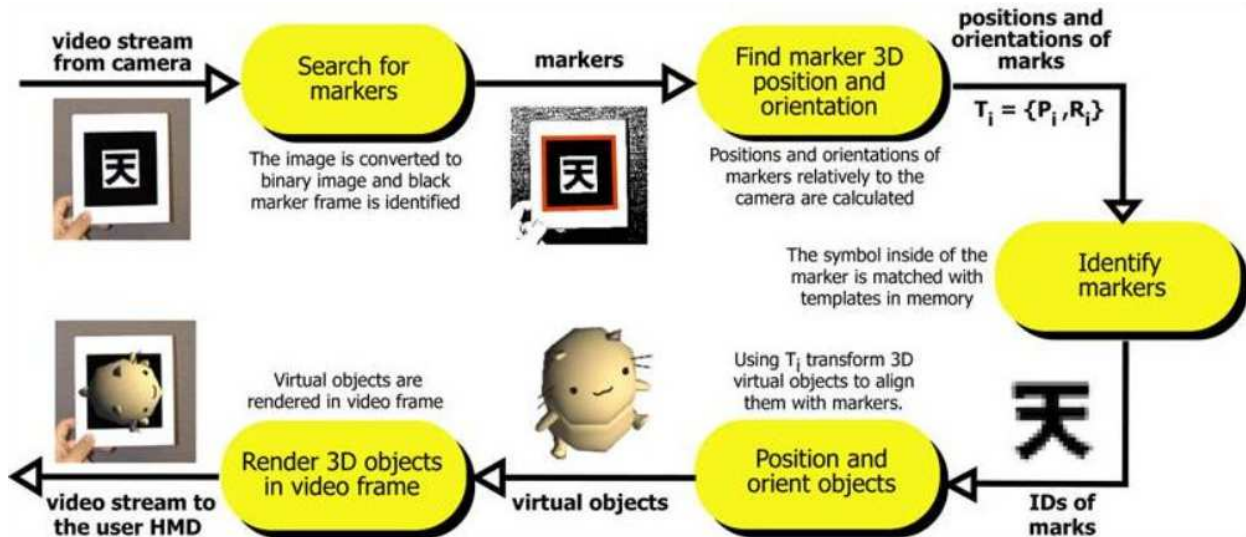 video stream
from camera
Search for
markers
The image is converted to
binary image and black
marker frame is identified
天
markers
天
Find marker 3D
position and
orientation
Positions and orientations of
markers relatively to the
camera are calculated
positions and
orientations of
marks
Ti = {Pi ,Ri}
The symbol inside of the
marker is matched with
templates in memory
Identify
markers
天
IDs of
marks
Using Ti transform 3D
virtual objects to align
them with markers.
Position and
orient objects
virtual objects
Virtual objects are
rendered in video frame
Render 3D objects
in video frame
video stream to
the user HMD